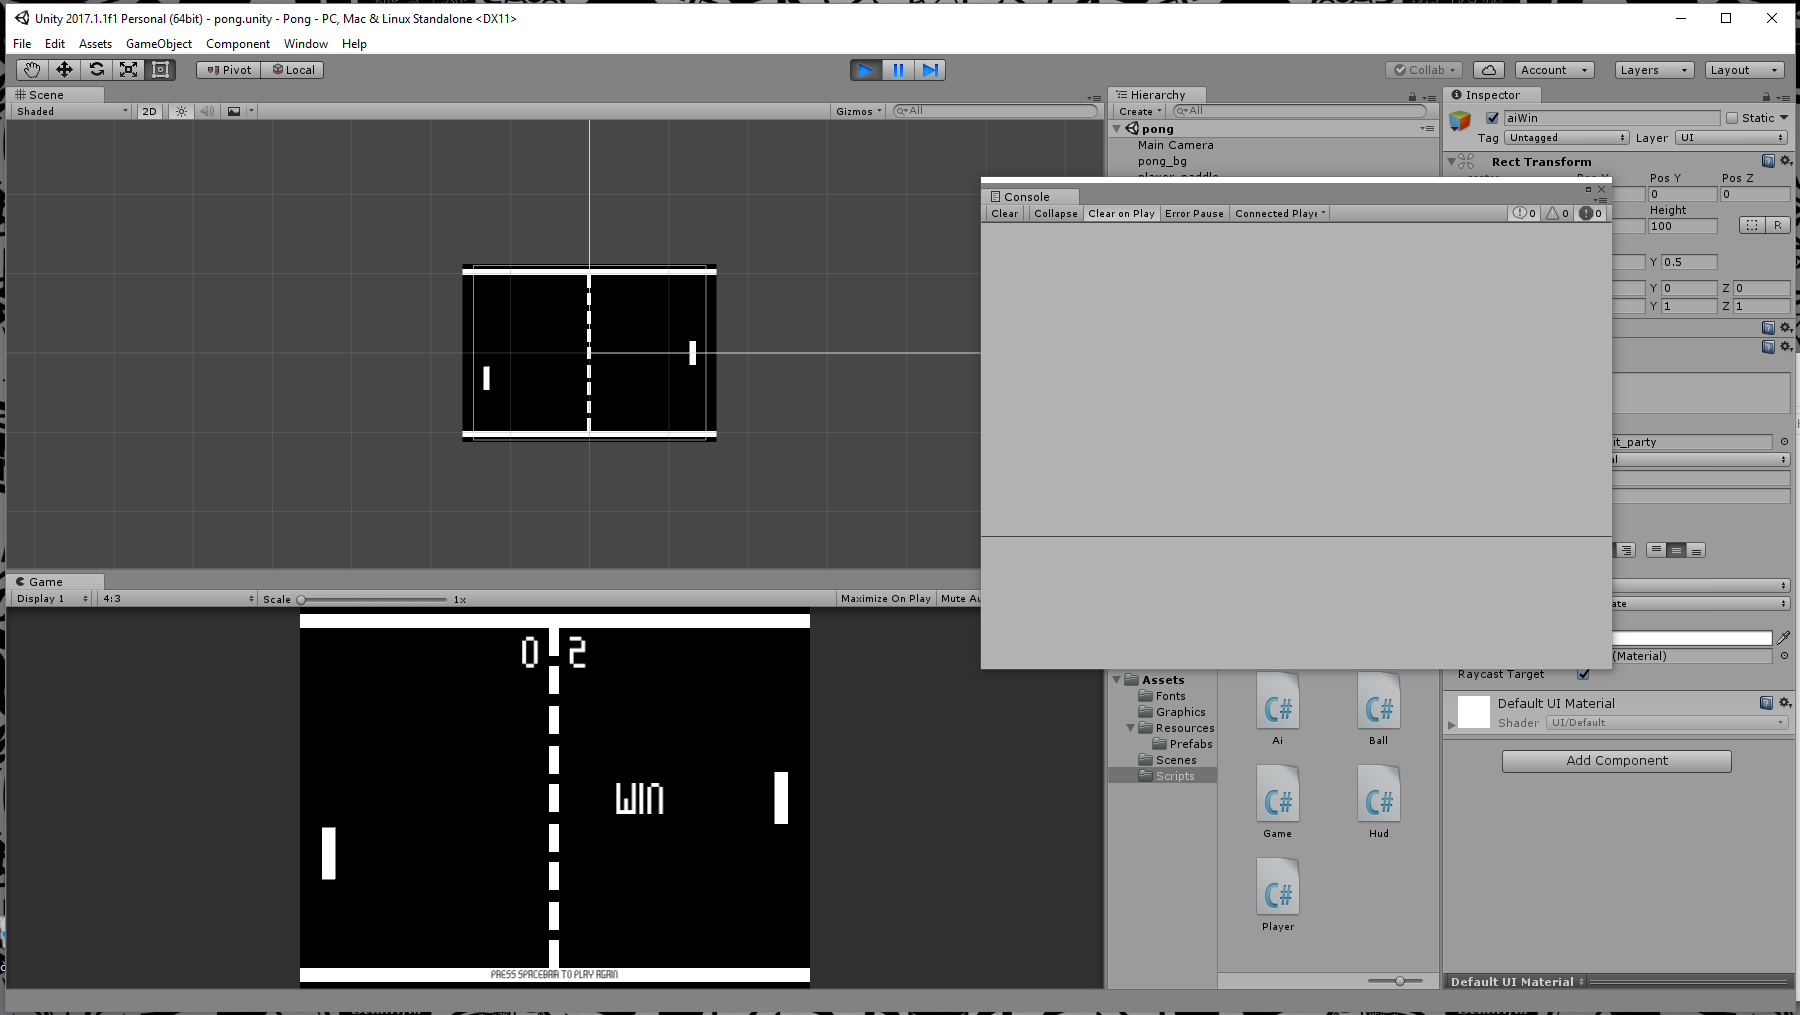 Unity 2017.1.1f1 Personal (64bit) - pong.unity - Pong - PC, Mac & Linux Standalone <DX11>
File Edit Assets GameObject Component Window Help
Pivot Local Collab Account Layers Layout
Scene
Shaded 2D Gizmos All
Hierarchy
Create All
pong
Main Camera
pong_bg
player_paddle
Inspector
aiWin Static
Tag Untagged Layer UI
Rect Transform
Pos Y Pos Z
0 0
Height
100 R
Y 0.5
Y 0 Z 0
Y 1 Z 1
Console
Clear Collapse Clear on Play Error Pause Connected Playe 0 0 0
it_party
al
ate
(Material)
Raycast Target
Default UI Material
Shader UI/Default
Add Component
Default UI Material
Game
Display 1 4:3 Scale 1x Maximize On Play Mute Au
0 2
WIN
PRESS SPACEBAR TO PLAY AGAIN
Assets
Fonts
Graphics
Resources
Prefabs
Scenes
Scripts
C# C#
Ai Ball
C# C#
Game Hud
C#
Player